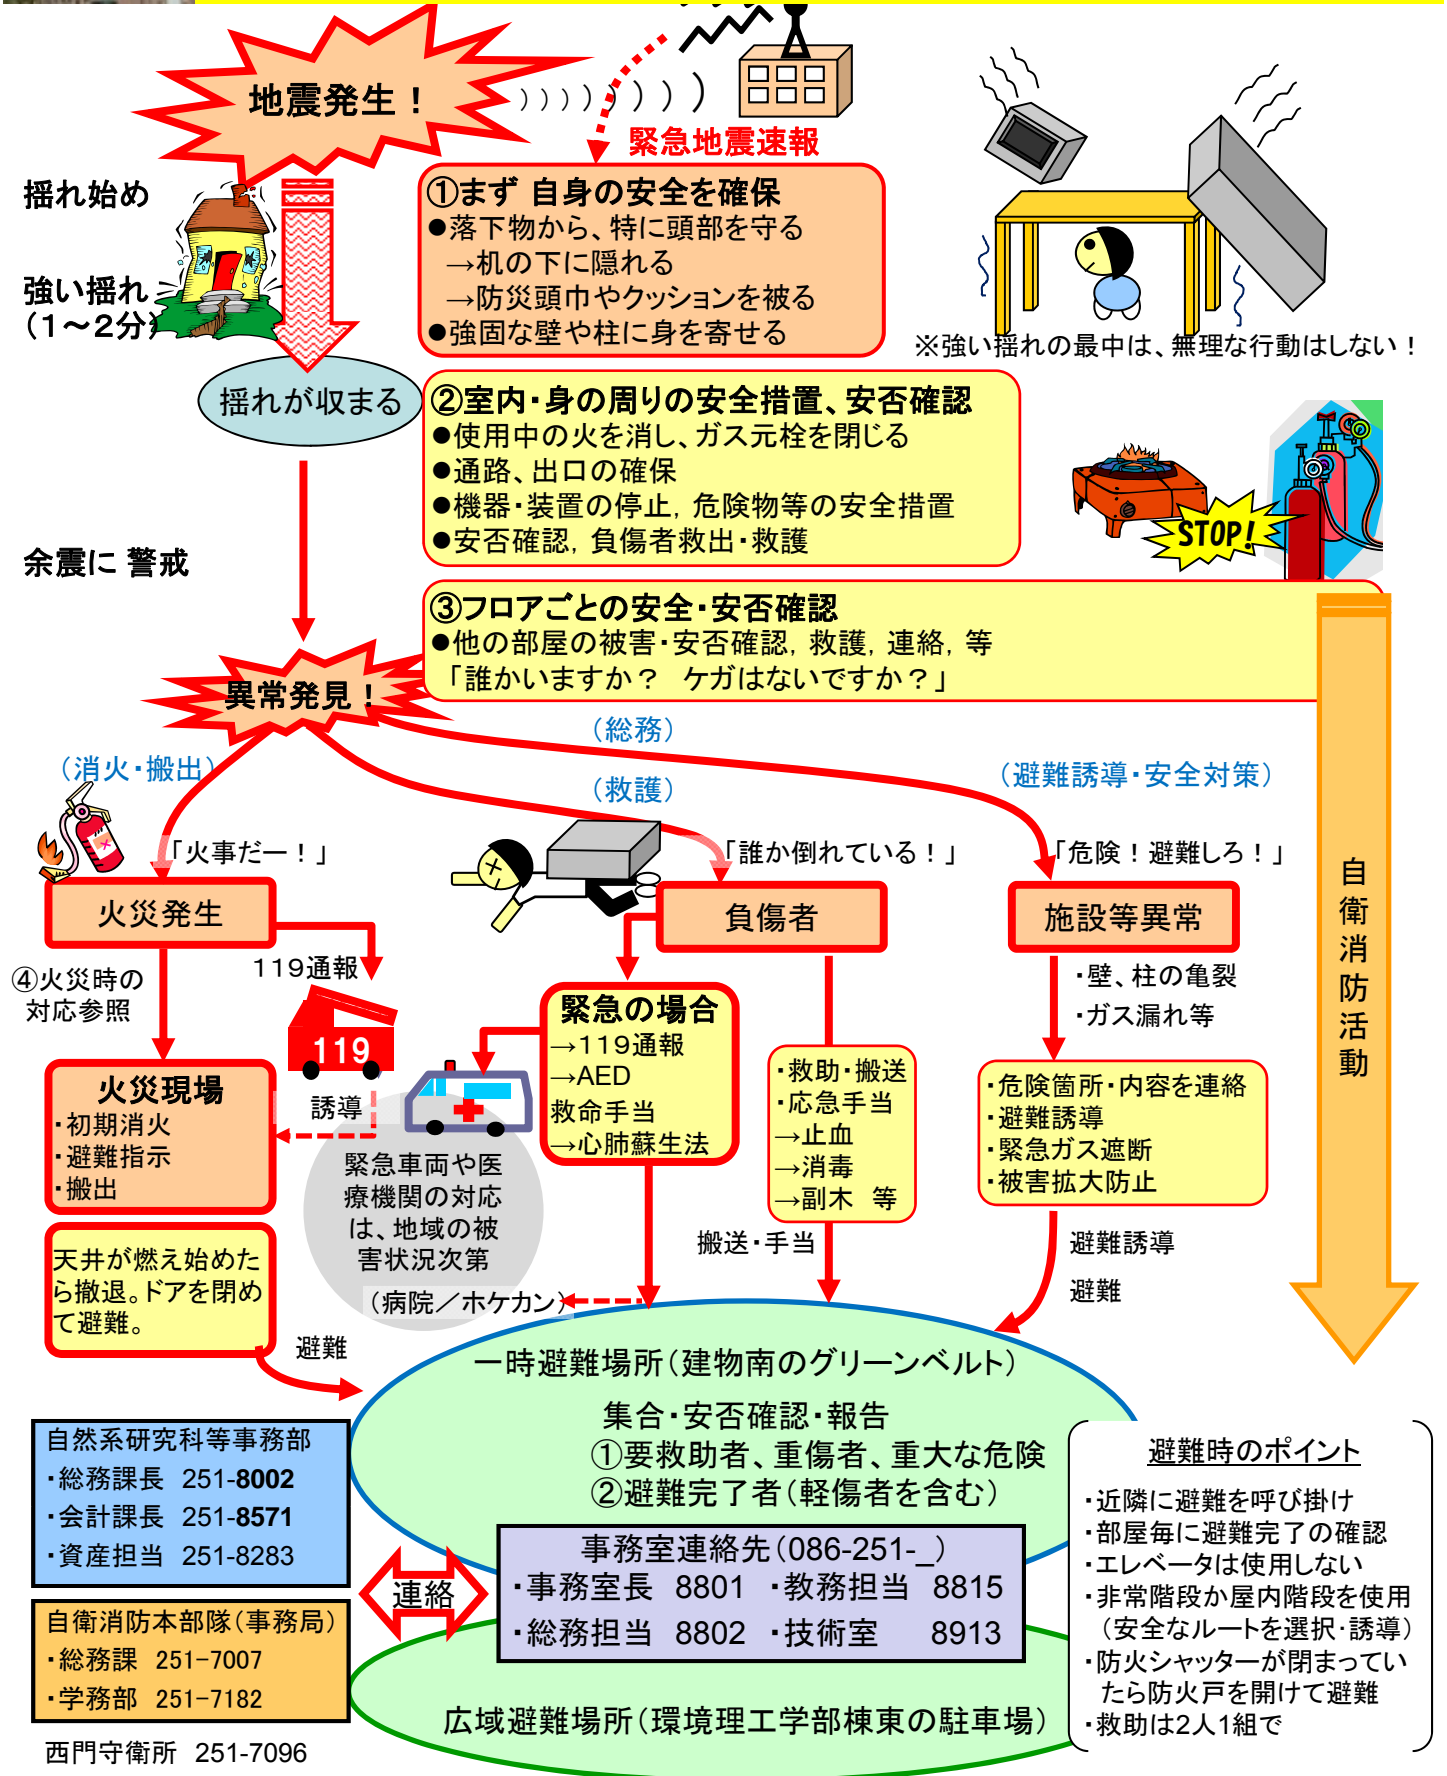 地震発生！
緊急地震速報
揺れ始め
強い揺れ
（１～２分）
①まず 自身の安全を確保
●落下物から、特に頭部を守る
→机の下に隠れる
→防災頭巾やクッションを被る
●強固な壁や柱に身を寄せる
※強い揺れの最中は、無理な行動はしない！
揺れが収まる
②室内・身の周りの安全措置、安否確認
●使用中の火を消し、ガス元栓を閉じる
●通路、出口の確保
●機器・装置の停止, 危険物等の安全措置
●安否確認, 負傷者救出・救護
STOP!
余震に 警戒
③フロアごとの安全・安否確認
●他の部屋の被害・安否確認, 救護, 連絡, 等
「誰かいますか？　ケガはないですか？」
異常発見！
（総務）
（消火・搬出）
（救護）
（避難誘導・安全対策）
「火事だー！」
「誰か倒れている！」
「危険！避難しろ！」
自衛消防活動
火災発生
負傷者
施設等異常
119通報
④火災時の
対応参照
・壁、柱の亀裂
・ガス漏れ等
119
誘導
火災現場
・初期消火
・避難指示
・搬出
緊急の場合
→119通報
→AED
救命手当
→心肺蘇生法
・救助・搬送
・応急手当
→止血
→消毒
→副木　等
・危険箇所・内容を連絡
・避難誘導
・緊急ガス遮断
・被害拡大防止
緊急車両や医
療機関の対応
は、地域の被
害状況次第
（病院／ホケカン）
搬送・手当
避難誘導
避難
天井が燃え始めた
ら撤退。ドアを閉め
て避難。
避難
一時避難場所（建物南のグリーンベルト）
集合・安否確認・報告
①要救助者、重傷者、重大な危険
②避難完了者（軽傷者を含む）
自然系研究科等事務部
・総務課長 251-8002
・会計課長 251-8571
・資産担当 251-8283
連絡
事務室連絡先（086-251-_）
・事務室長 8801 ・教務担当 8815
・総務担当 8802 ・技術室 8913
自衛消防本部隊（事務局）
・総務課 251-7007
・学務部 251-7182
西門守衛所 251-7096
広域避難場所（環境理工学部棟東の駐車場）
避難時のポイント
・近隣に避難を呼び掛け
・部屋毎に避難完了の確認
・エレベータは使用しない
・非常階段か屋内階段を使用
（安全なルートを選択・誘導）
・防火シャッターが閉まってい
たら防火戸を開けて避難
・救助は2人1組で